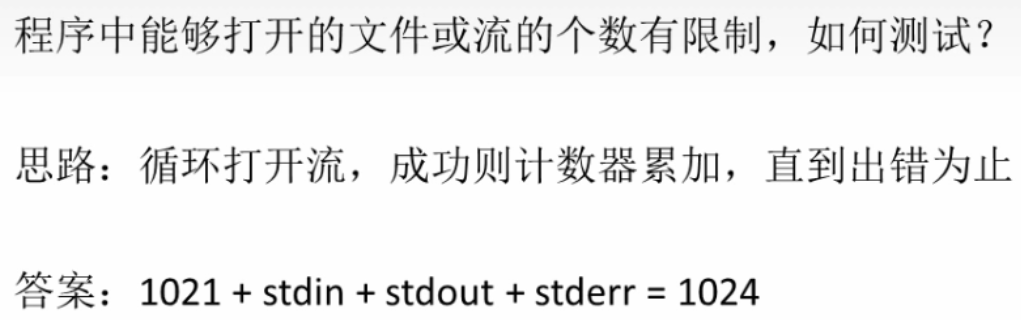 程序中能够打开的文件或流的个数有限制，如何测试？
思路：循环打开流，成功则计数器累加，直到出错为止
答案：1021 + stdin + stdout + stderr = 1024